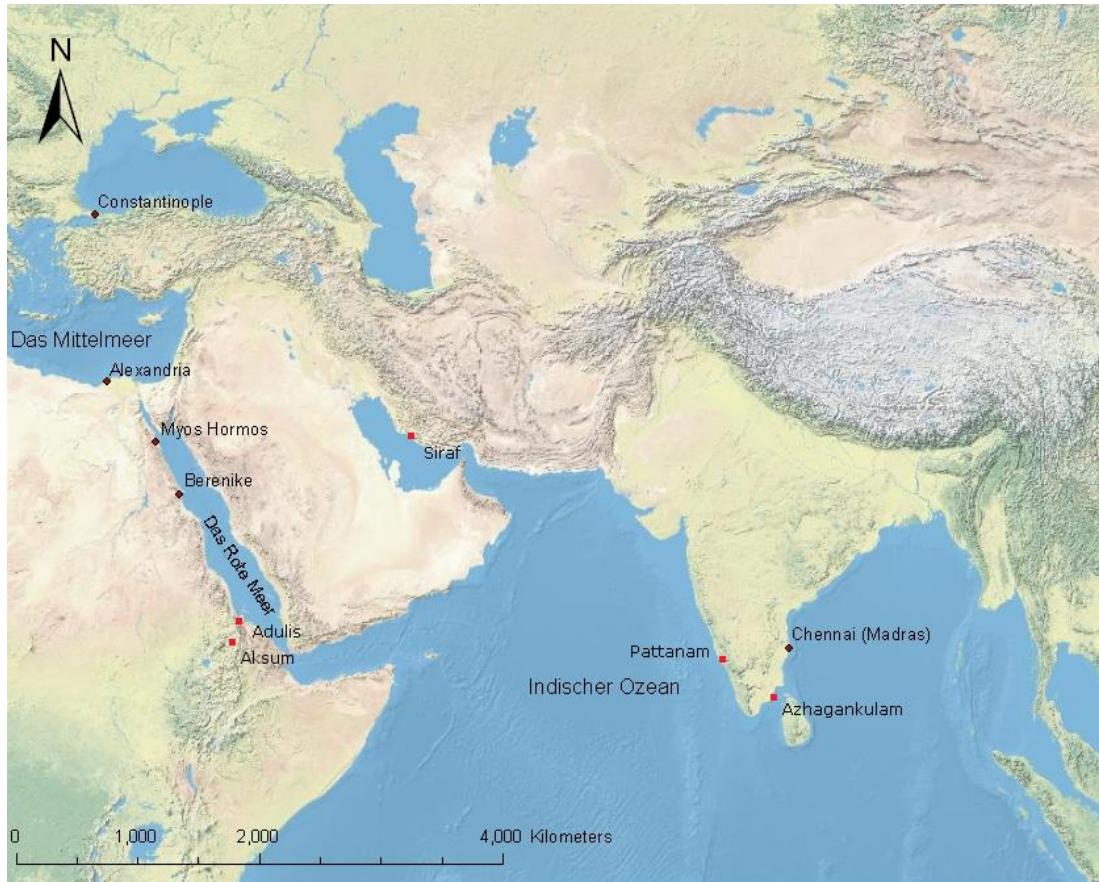 N
Constantinople
Das Mittelmeer
Alexandria
Myos Hormos
Siraf
Berenike
Das Rote Meer
Adulis
Aksum
Chennai (Madras)
Pattanam
Indischer Ozean
Azhagankulam
0 1,000 2,000 4,000 Kilometers